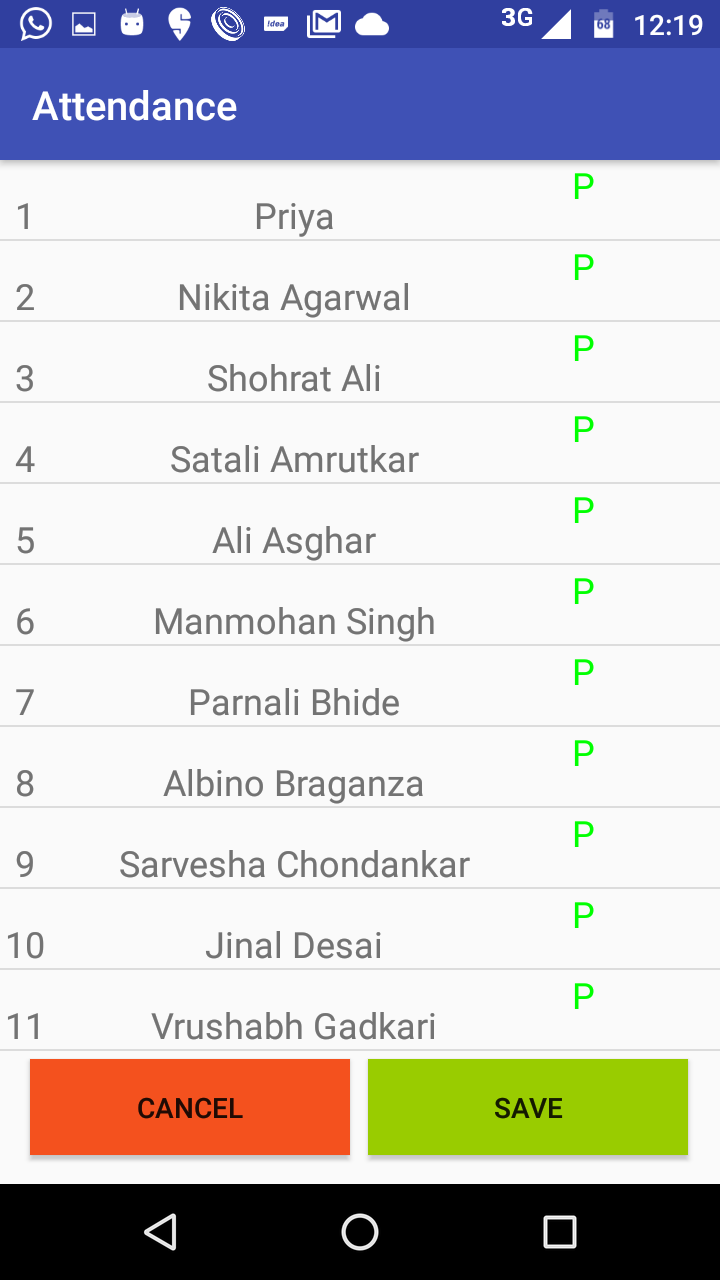 !dea 3G 68 12:19
Attendance
1 Priya P
2 Nikita Agarwal P
3 Shohrat Ali P
4 Satali Amrutkar P
5 Ali Asghar P
6 Manmohan Singh P
7 Parnali Bhide P
8 Albino Braganza P
9 Sarvesha Chondankar P
10 Jinal Desai P
11 Vrushabh Gadkari P
CANCEL SAVE